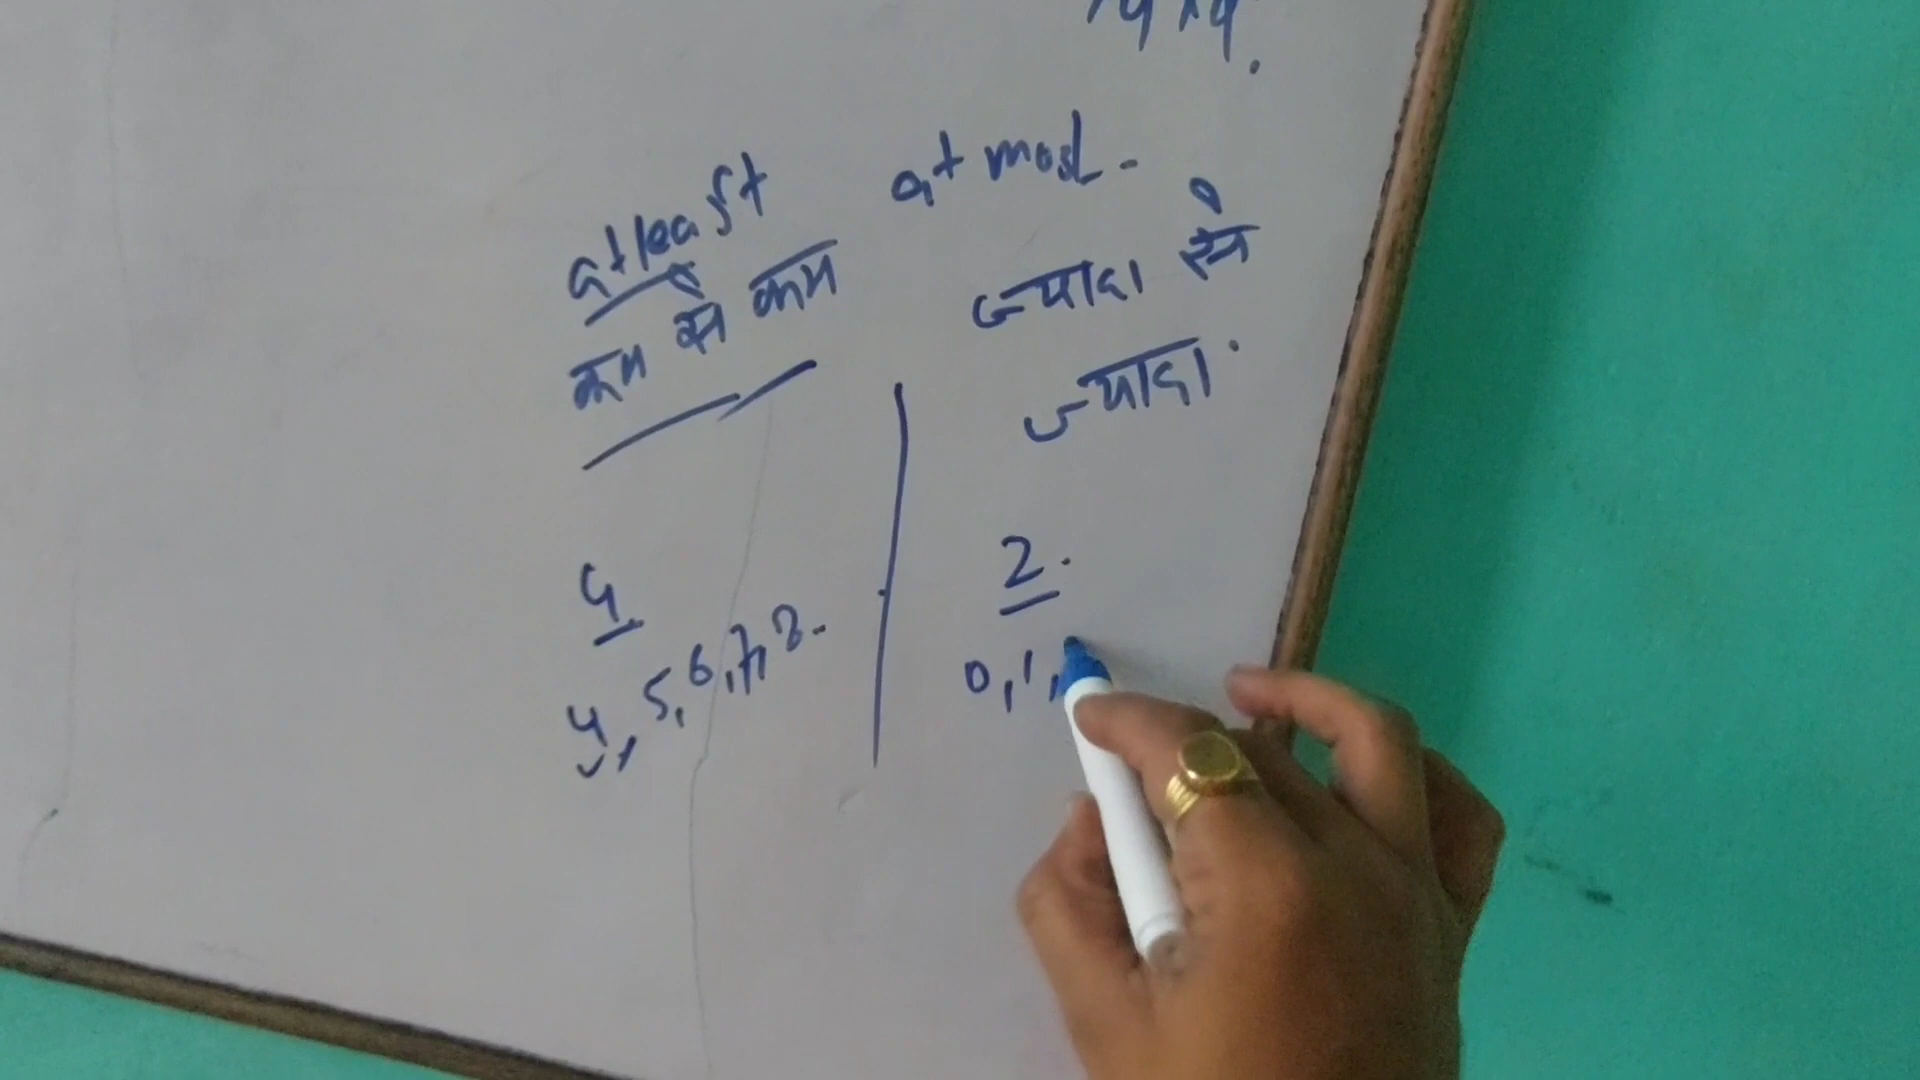 atleast
कम से कम
at most.
ज्यादा से
ज्यादा.
4
4, 5, 6, 7, 8.
2.
0, 1,